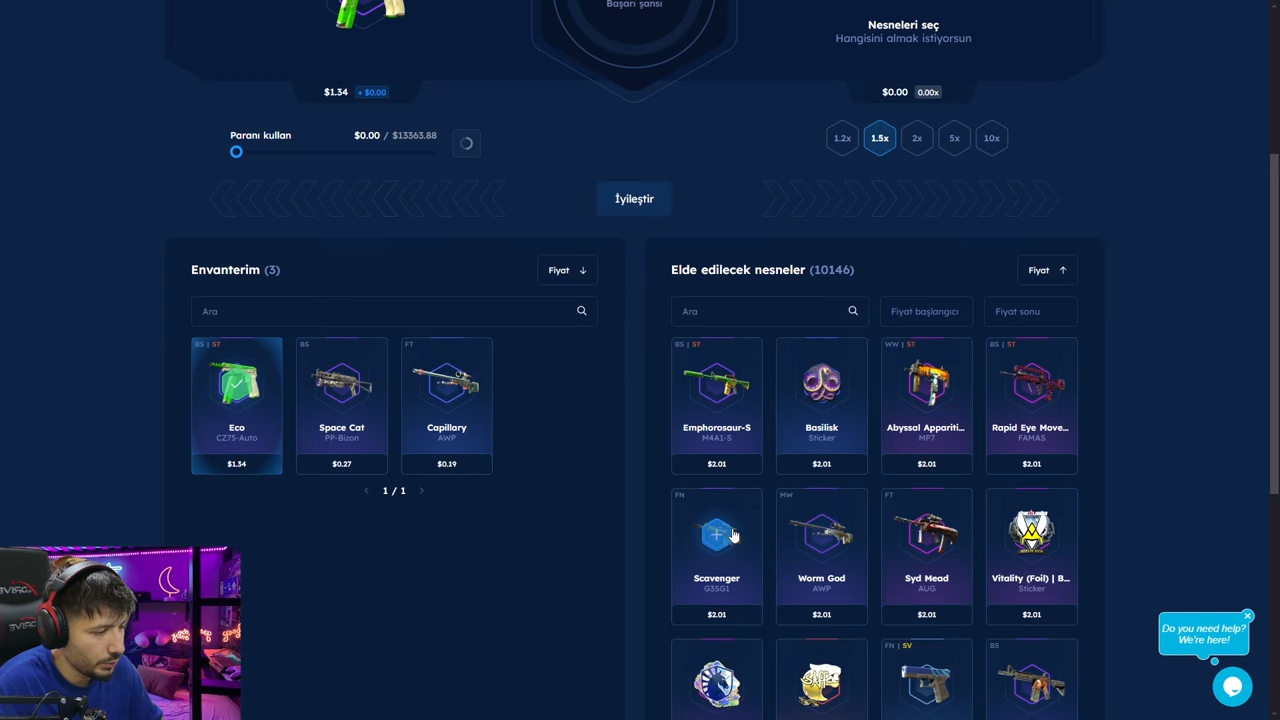 Başarı şansı
Nesneleri seç
Hangisini almak istiyorsun
$1.34 + $0.00
$0.00 0.00x
Paranı kullan $0.00 / $13363.88
1.2x 1.5x 2x 5x 10x
İyileştir
Envanterim (3) Fiyat
Ara
BS | ST
Eco
CZ75-Auto
$1.34
BS
Space Cat
PP-Bizon
$0.27
FT
Capillary
AWP
$0.19
1 / 1
Elde edilecek nesneler (10146) Fiyat
Ara Fiyat başlangıcı Fiyat sonu
BS | ST
Emphorosaur-S
M4A1-S
$2.01
Basilisk
Sticker
$2.01
WW | ST
Abyssal Appariti...
MP7
$2.01
BS | ST
Rapid Eye Move...
FAMAS
$2.01
FN
Scavenger
G3SG1
$2.01
MW
Worm God
AWP
$2.01
FT
Syd Mead
AUG
$2.01
Vitality (Foil) | B...
Sticker
$2.01
FN | SV
BS
Do you need help?
We're here!